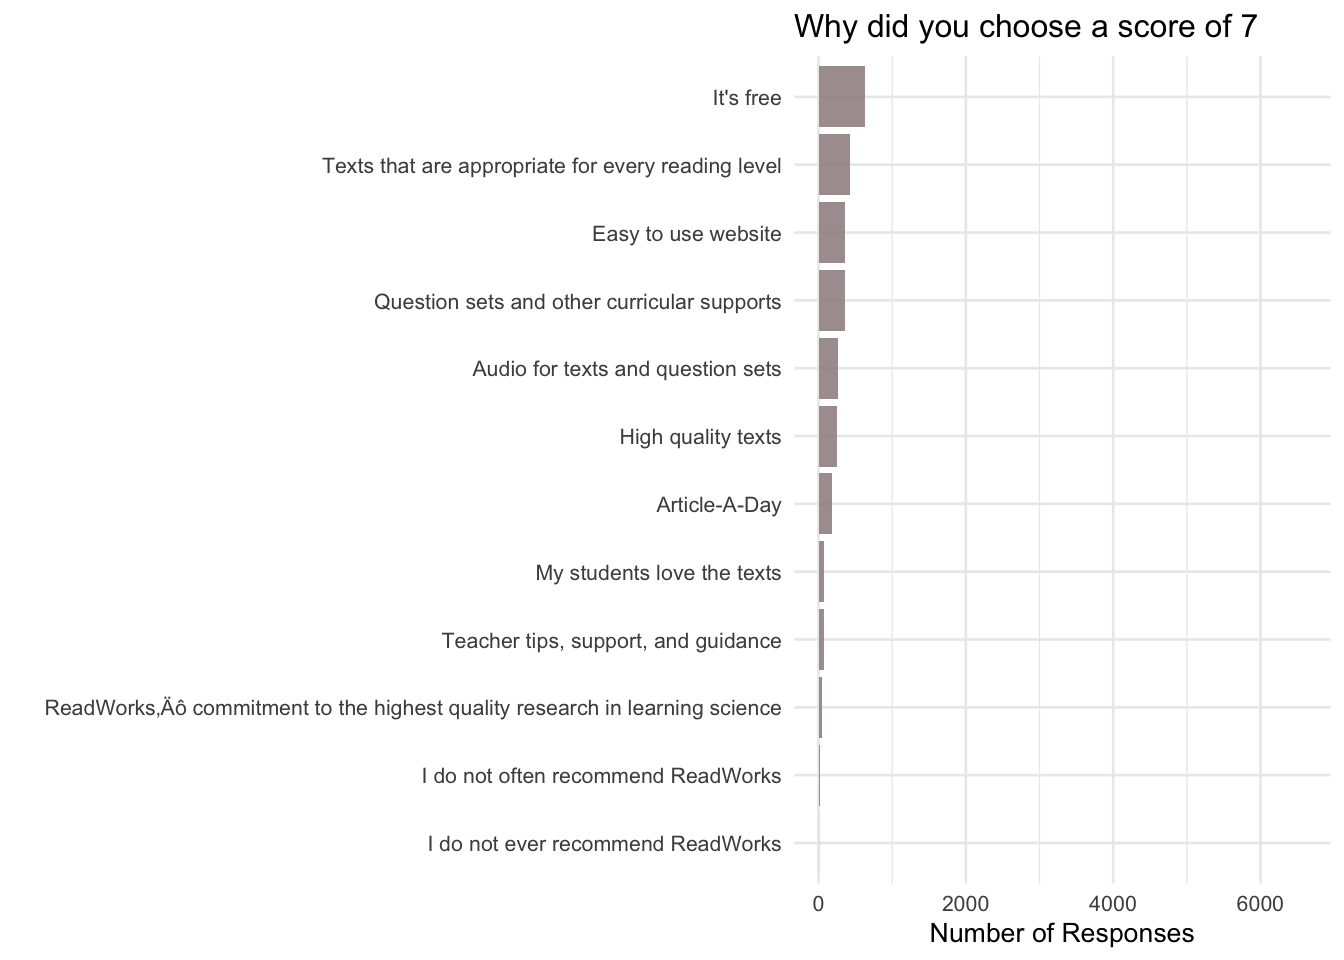 Why did you choose a score of 7
It's free
Texts that are appropriate for every reading level
Easy to use website
Question sets and other curricular supports
Audio for texts and question sets
High quality texts
Article-A-Day
My students love the texts
Teacher tips, support, and guidance
ReadWorks‚Äô commitment to the highest quality research in learning science
I do not often recommend ReadWorks
I do not ever recommend ReadWorks
0 2000 4000 6000
Number of Responses